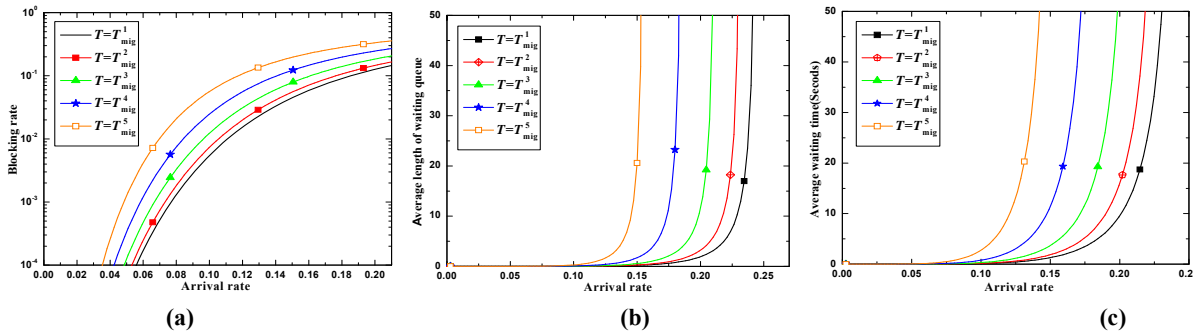 Blocking rate
10^0
10^-1
10^-2
10^-3
10^-4
T=T^1_mig
T=T^2_mig
T=T^3_mig
T=T^4_mig
T=T^5_mig
0.00 0.02 0.04 0.06 0.08 0.10 0.12 0.14 0.16 0.18 0.20
Arrival rate
(a)
Average length of waiting queue
50
40
30
20
10
0
T=T^1_mig
T=T^2_mig
T=T^3_mig
T=T^4_mig
T=T^5_mig
0.00 0.05 0.10 0.15 0.20 0.25
Arrival rate
(b)
Average waiting time(Secods)
50
40
30
20
10
0
T=T^1_mig
T=T^2_mig
T=T^3_mig
T=T^4_mig
T=T^5_mig
0.00 0.05 0.10 0.15 0.20 0.25
Arrival rate
(c)